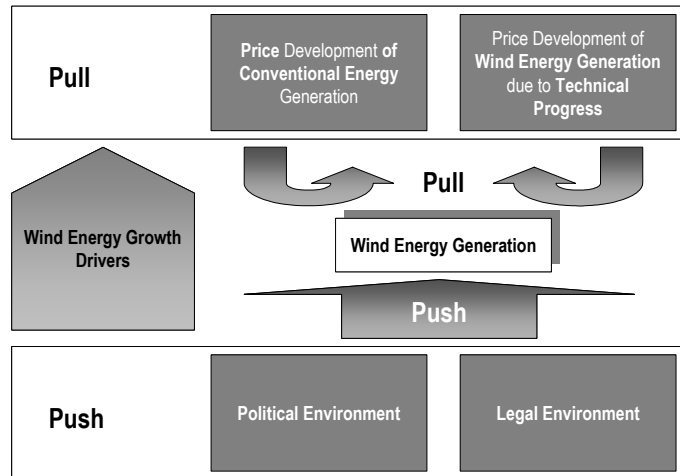 Pull
Price Development of
Conventional Energy
Generation
Price Development of
Wind Energy Generation
due to Technical
Progress
Pull
Wind Energy Growth
Drivers
Wind Energy Generation
Push
Push
Political Environment
Legal Environment